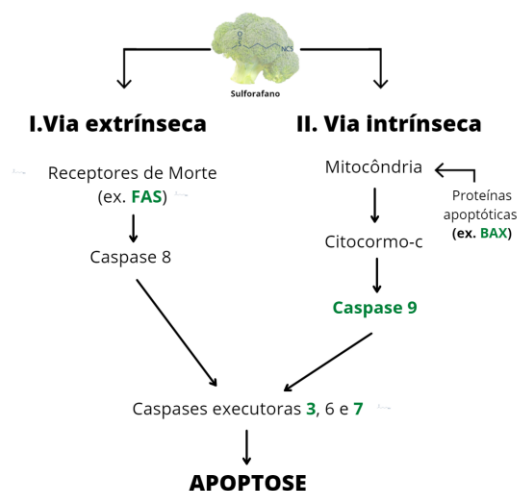 NCS
Sulforafano
I.Via extrínseca
II. Via intrínseca
Receptores de Morte
(ex. FAS)
Caspase 8
Mitocôndria
Proteínas
apoptóticas
(ex. BAX)
Citocormo-c
Caspase 9
Caspases executoras 3, 6 e 7
APOPTOSE